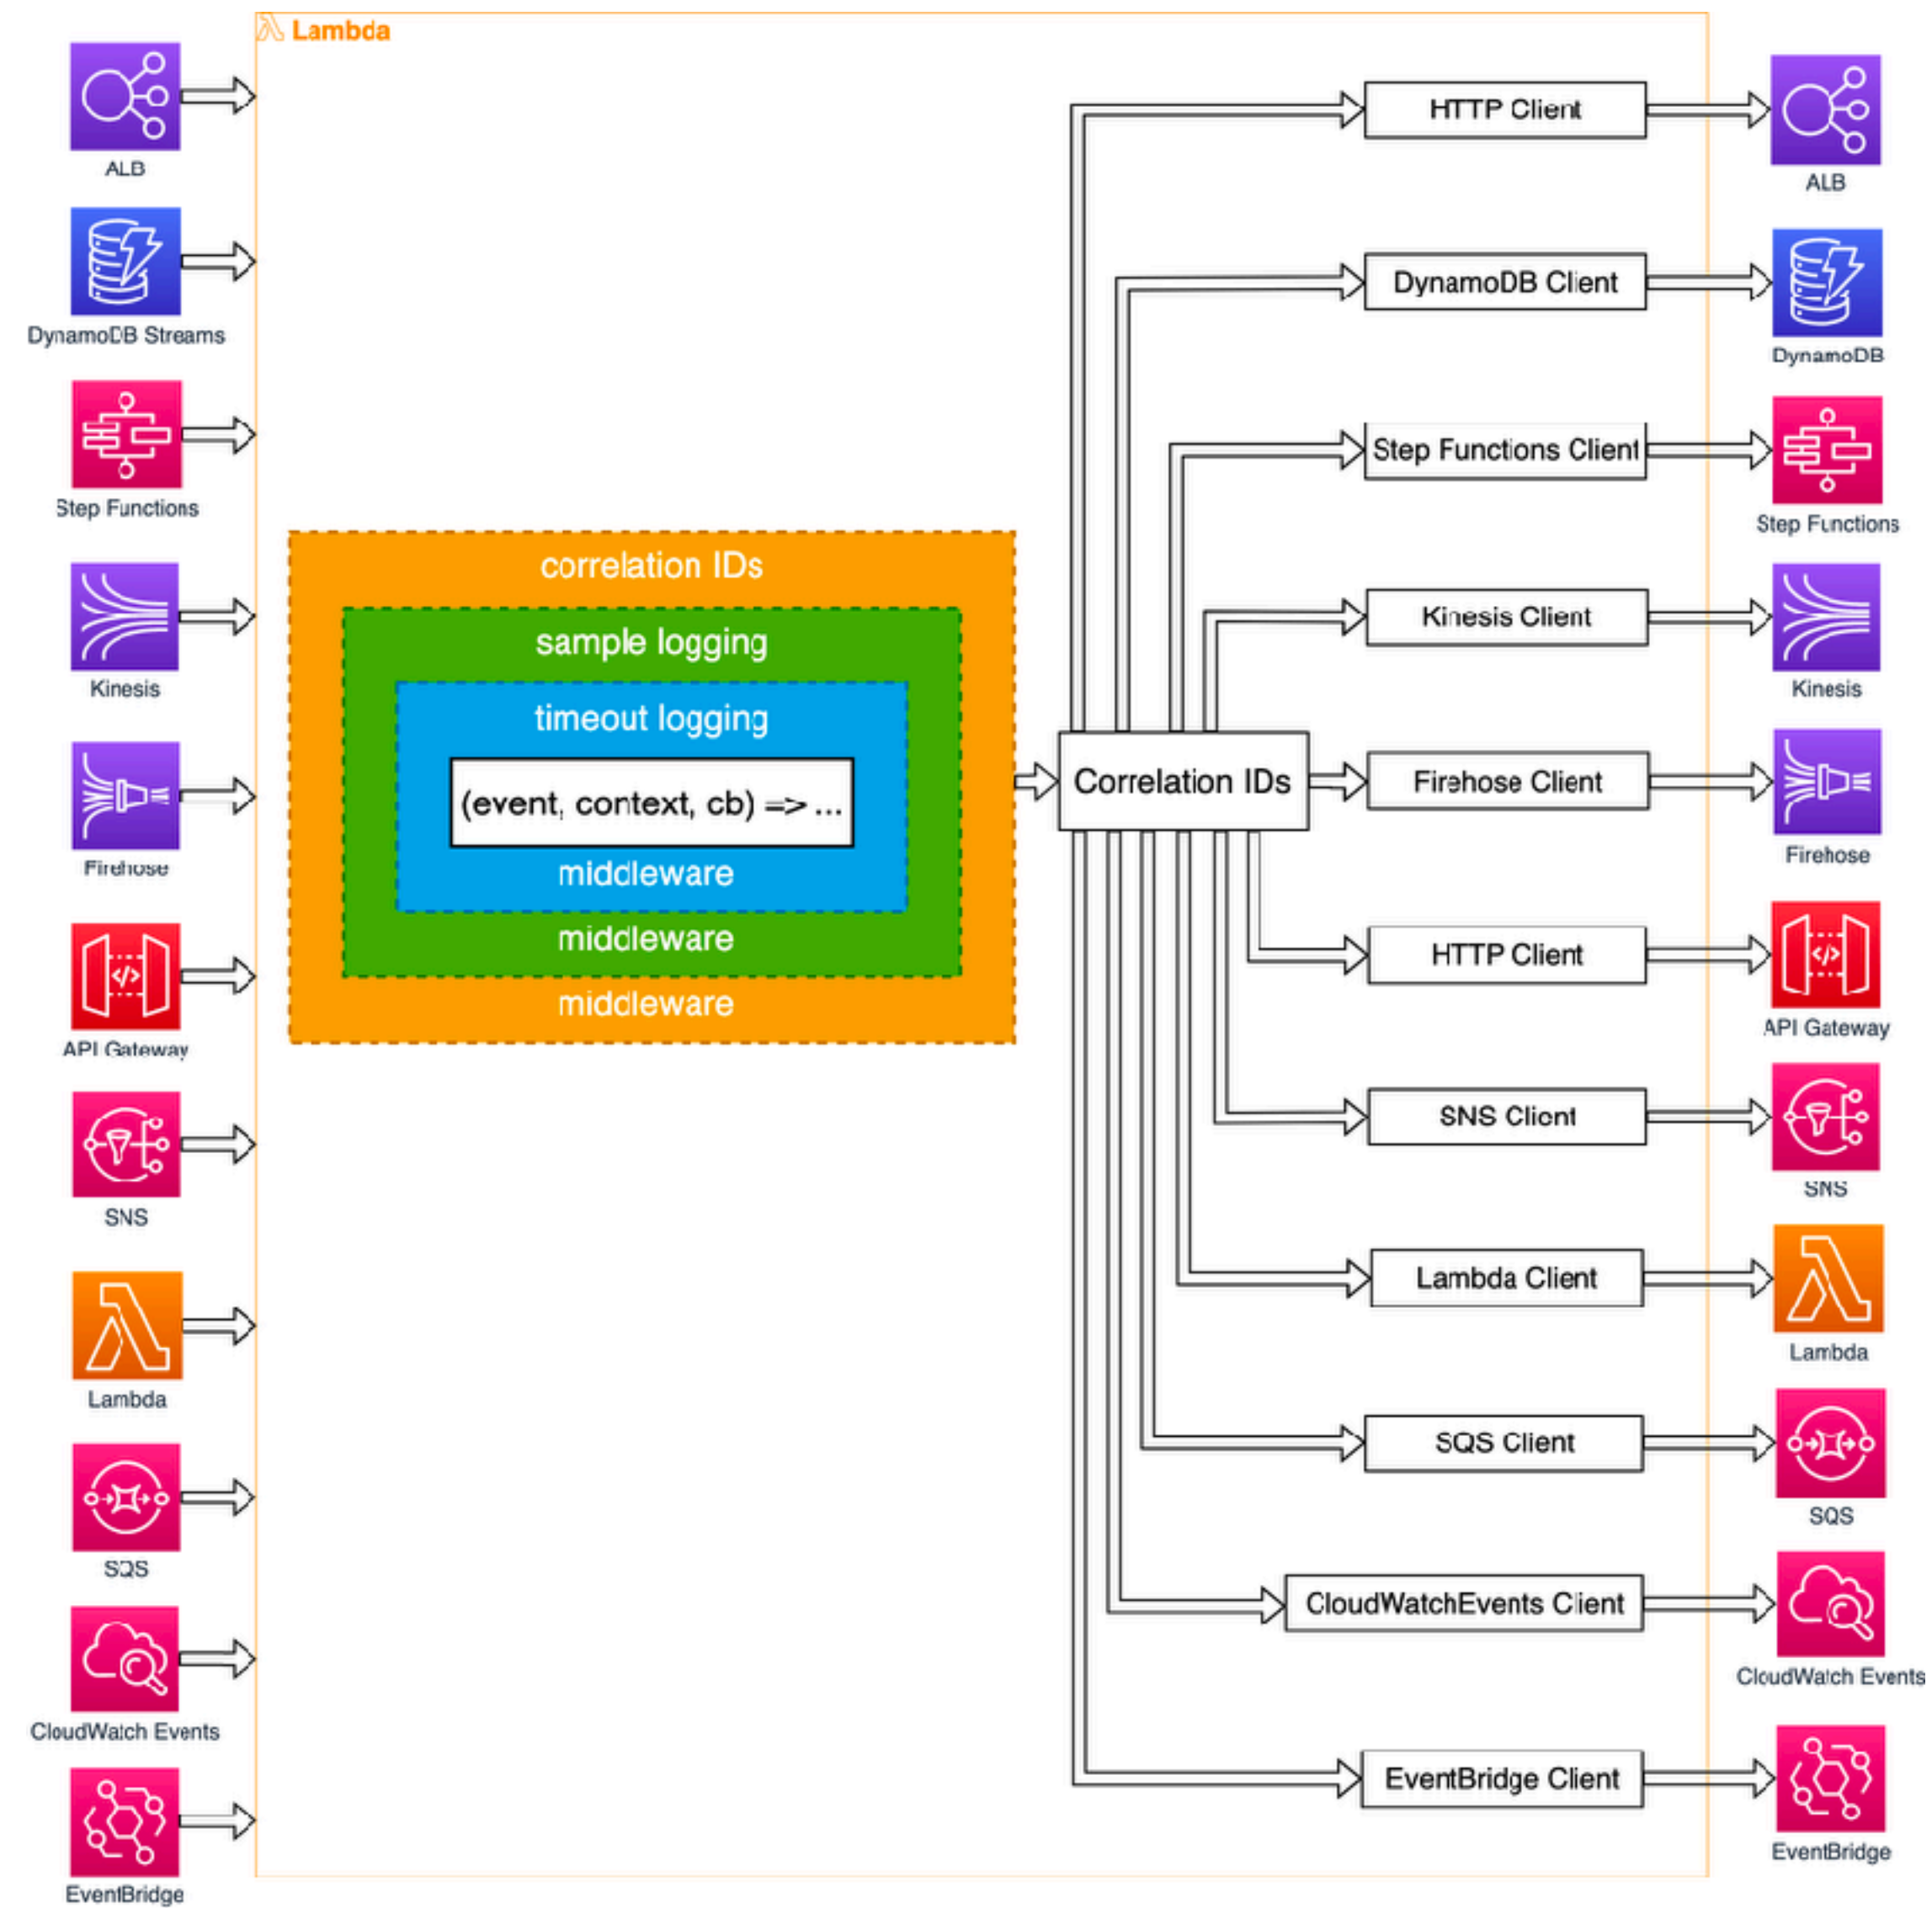 Lambda
ALB
DynamoDB Streams
Step Functions
Kinesis
Firehose
API Gateway
SNS
Lambda
SQS
CloudWatch Events
EventBridge
correlation IDs
sample logging
timeout logging
(event, context, cb) => ...
middleware
middleware
middleware
Correlation IDs
HTTP Client
DynamoDB Client
Step Functions Client
Kinesis Client
Firehose Client
HTTP Client
SNS Client
Lambda Client
SQS Client
CloudWatchEvents Client
EventBridge Client
ALB
DynamoDB
Step Functions
Kinesis
Firehose
API Gateway
SNS
Lambda
SQS
CloudWatch Events
EventBridge